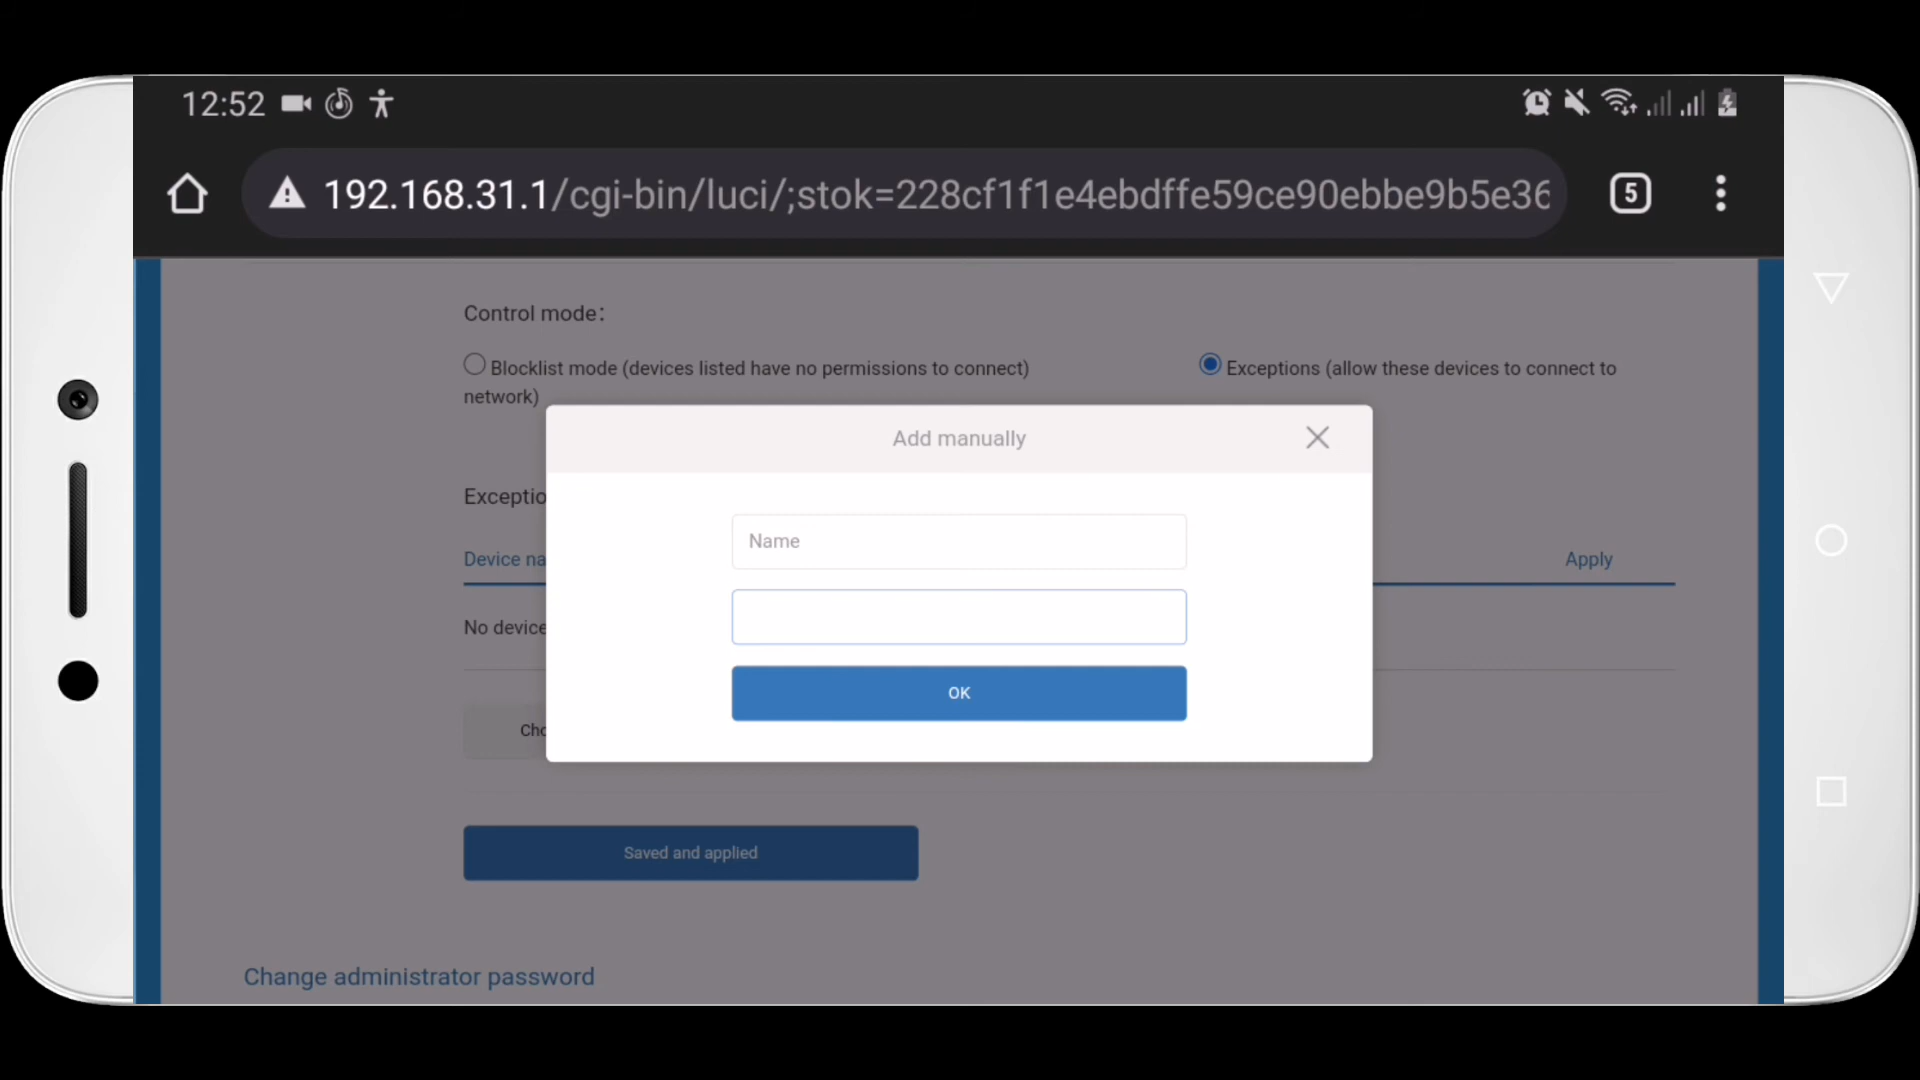 12:52
192.168.31.1/cgi-bin/luci/;stok=228cf1f1e4ebdffe59ce90ebbe9b5e36
5
Control mode:
Blocklist mode (devices listed have no permissions to connect) Exceptions (allow these devices to connect to
network)
Add manually
Exceptio
Name
Device na
Apply
No device
OK
Cho
Saved and applied
Change administrator password